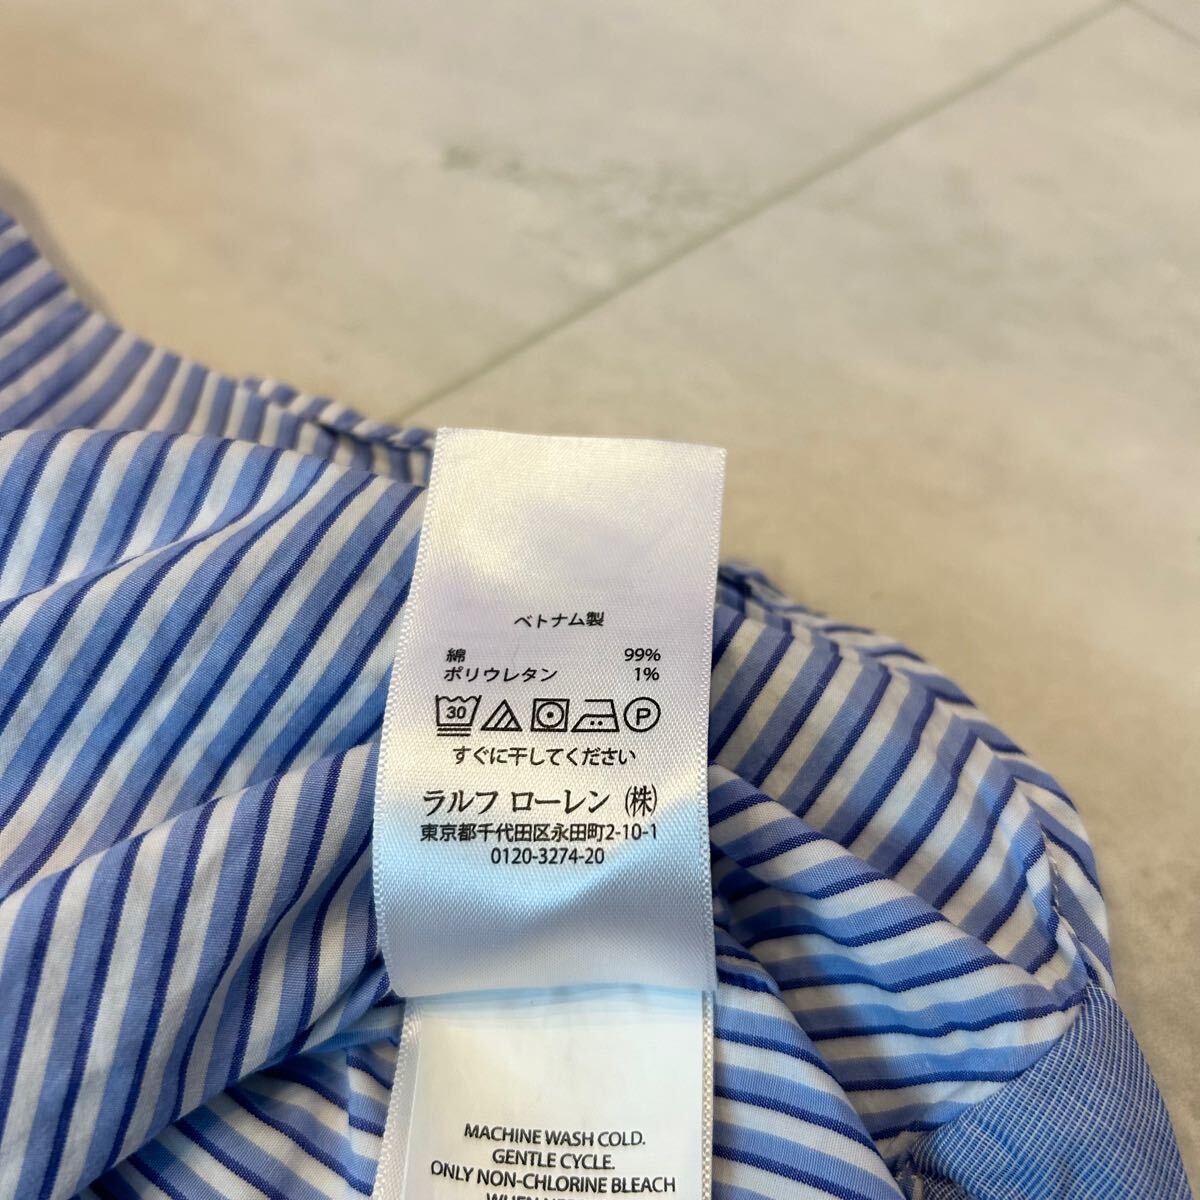 ベトナム製
綿 99%
ポリウレタン 1%
30 P
すぐに干してください
ラルフ ローレン (株)
東京都千代田区永田町2-10-1
0120-3274-20
MACHINE WASH COLD.
GENTLE CYCLE.
ONLY NON-CHLORINE BLEACH